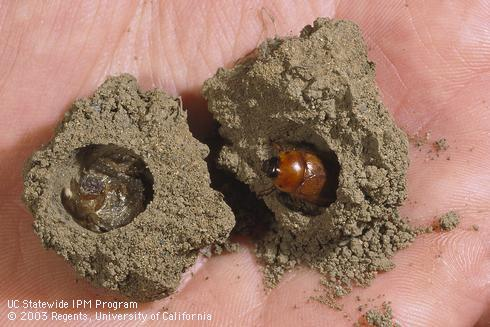 UC Statewide IPM Program
© 2003 Regents, University of California